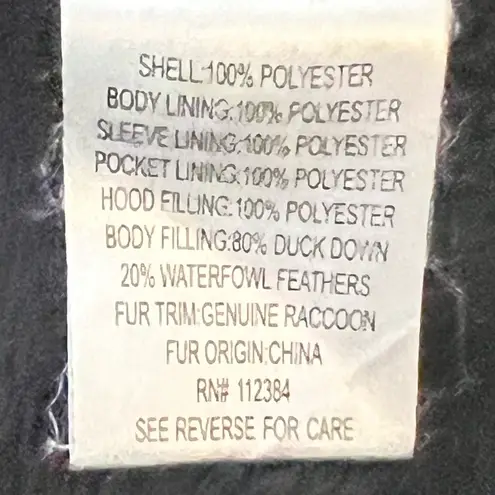 SHELL:100% POLYESTER
BODY LINING:100% POLYESTER
SLEEVE LINING:100% POLYESTER
POCKET LINING:100% POLYESTER
HOOD FILLING:100% POLYESTER
BODY FILLING:80% DUCK DOWN
20% WATERFOWL FEATHERS
FUR TRIM:GENUINE RACCOON
FUR ORIGIN:CHINA
RN# 112384
SEE REVERSE FOR CARE